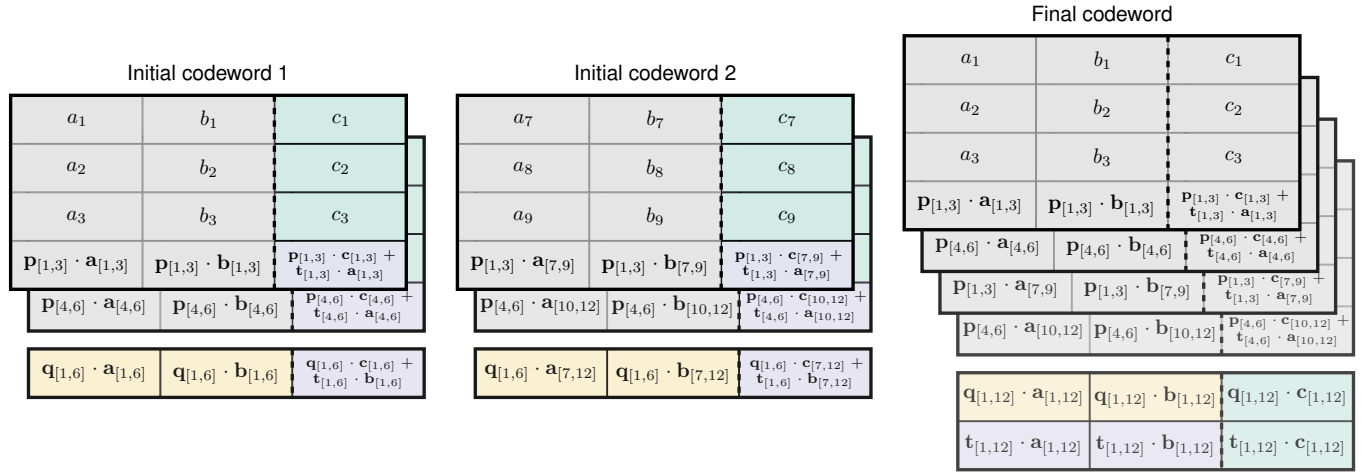 Initial codeword 1
a₁ b₁ c₁
a₂ b₂ c₂
a₃ b₃ c₃
p[1,3] · a[1,3] p[1,3] · b[1,3] p[1,3] · c[1,3] +
t[1,3] · a[1,3]
p[4,6] · a[4,6] p[4,6] · b[4,6] p[4,6] · c[4,6] +
t[4,6] · a[4,6]
q[1,6] · a[1,6] q[1,6] · b[1,6] q[1,6] · c[1,6] +
t[1,6] · b[1,6]
Initial codeword 2
a₇ b₇ c₇
a₈ b₈ c₈
a₉ b₉ c₉
p[1,3] · a[7,9] p[1,3] · b[7,9] p[1,3] · c[7,9] +
t[1,3] · a[7,9]
p[4,6] · a[10,12] p[4,6] · b[10,12] p[4,6] · c[10,12] +
t[4,6] · a[10,12]
q[1,6] · a[7,12] q[1,6] · b[7,12] q[1,6] · c[7,12] +
t[1,6] · b[7,12]
Final codeword
a₁ b₁ c₁
a₂ b₂ c₂
a₃ b₃ c₃
p[1,3] · a[1,3] p[1,3] · b[1,3] p[1,3] · c[1,3] +
t[1,3] · a[1,3]
p[4,6] · a[4,6] p[4,6] · b[4,6] p[4,6] · c[4,6] +
t[4,6] · a[4,6]
p[1,3] · a[7,9] p[1,3] · b[7,9] p[1,3] · c[7,9] +
t[1,3] · a[7,9]
p[4,6] · a[10,12] p[4,6] · b[10,12] p[4,6] · c[10,12] +
t[4,6] · a[10,12]
q[1,12] · a[1,12] q[1,12] · b[1,12] q[1,12] · c[1,12]
t[1,12] · a[1,12] t[1,12] · b[1,12] t[1,12] · c[1,12]